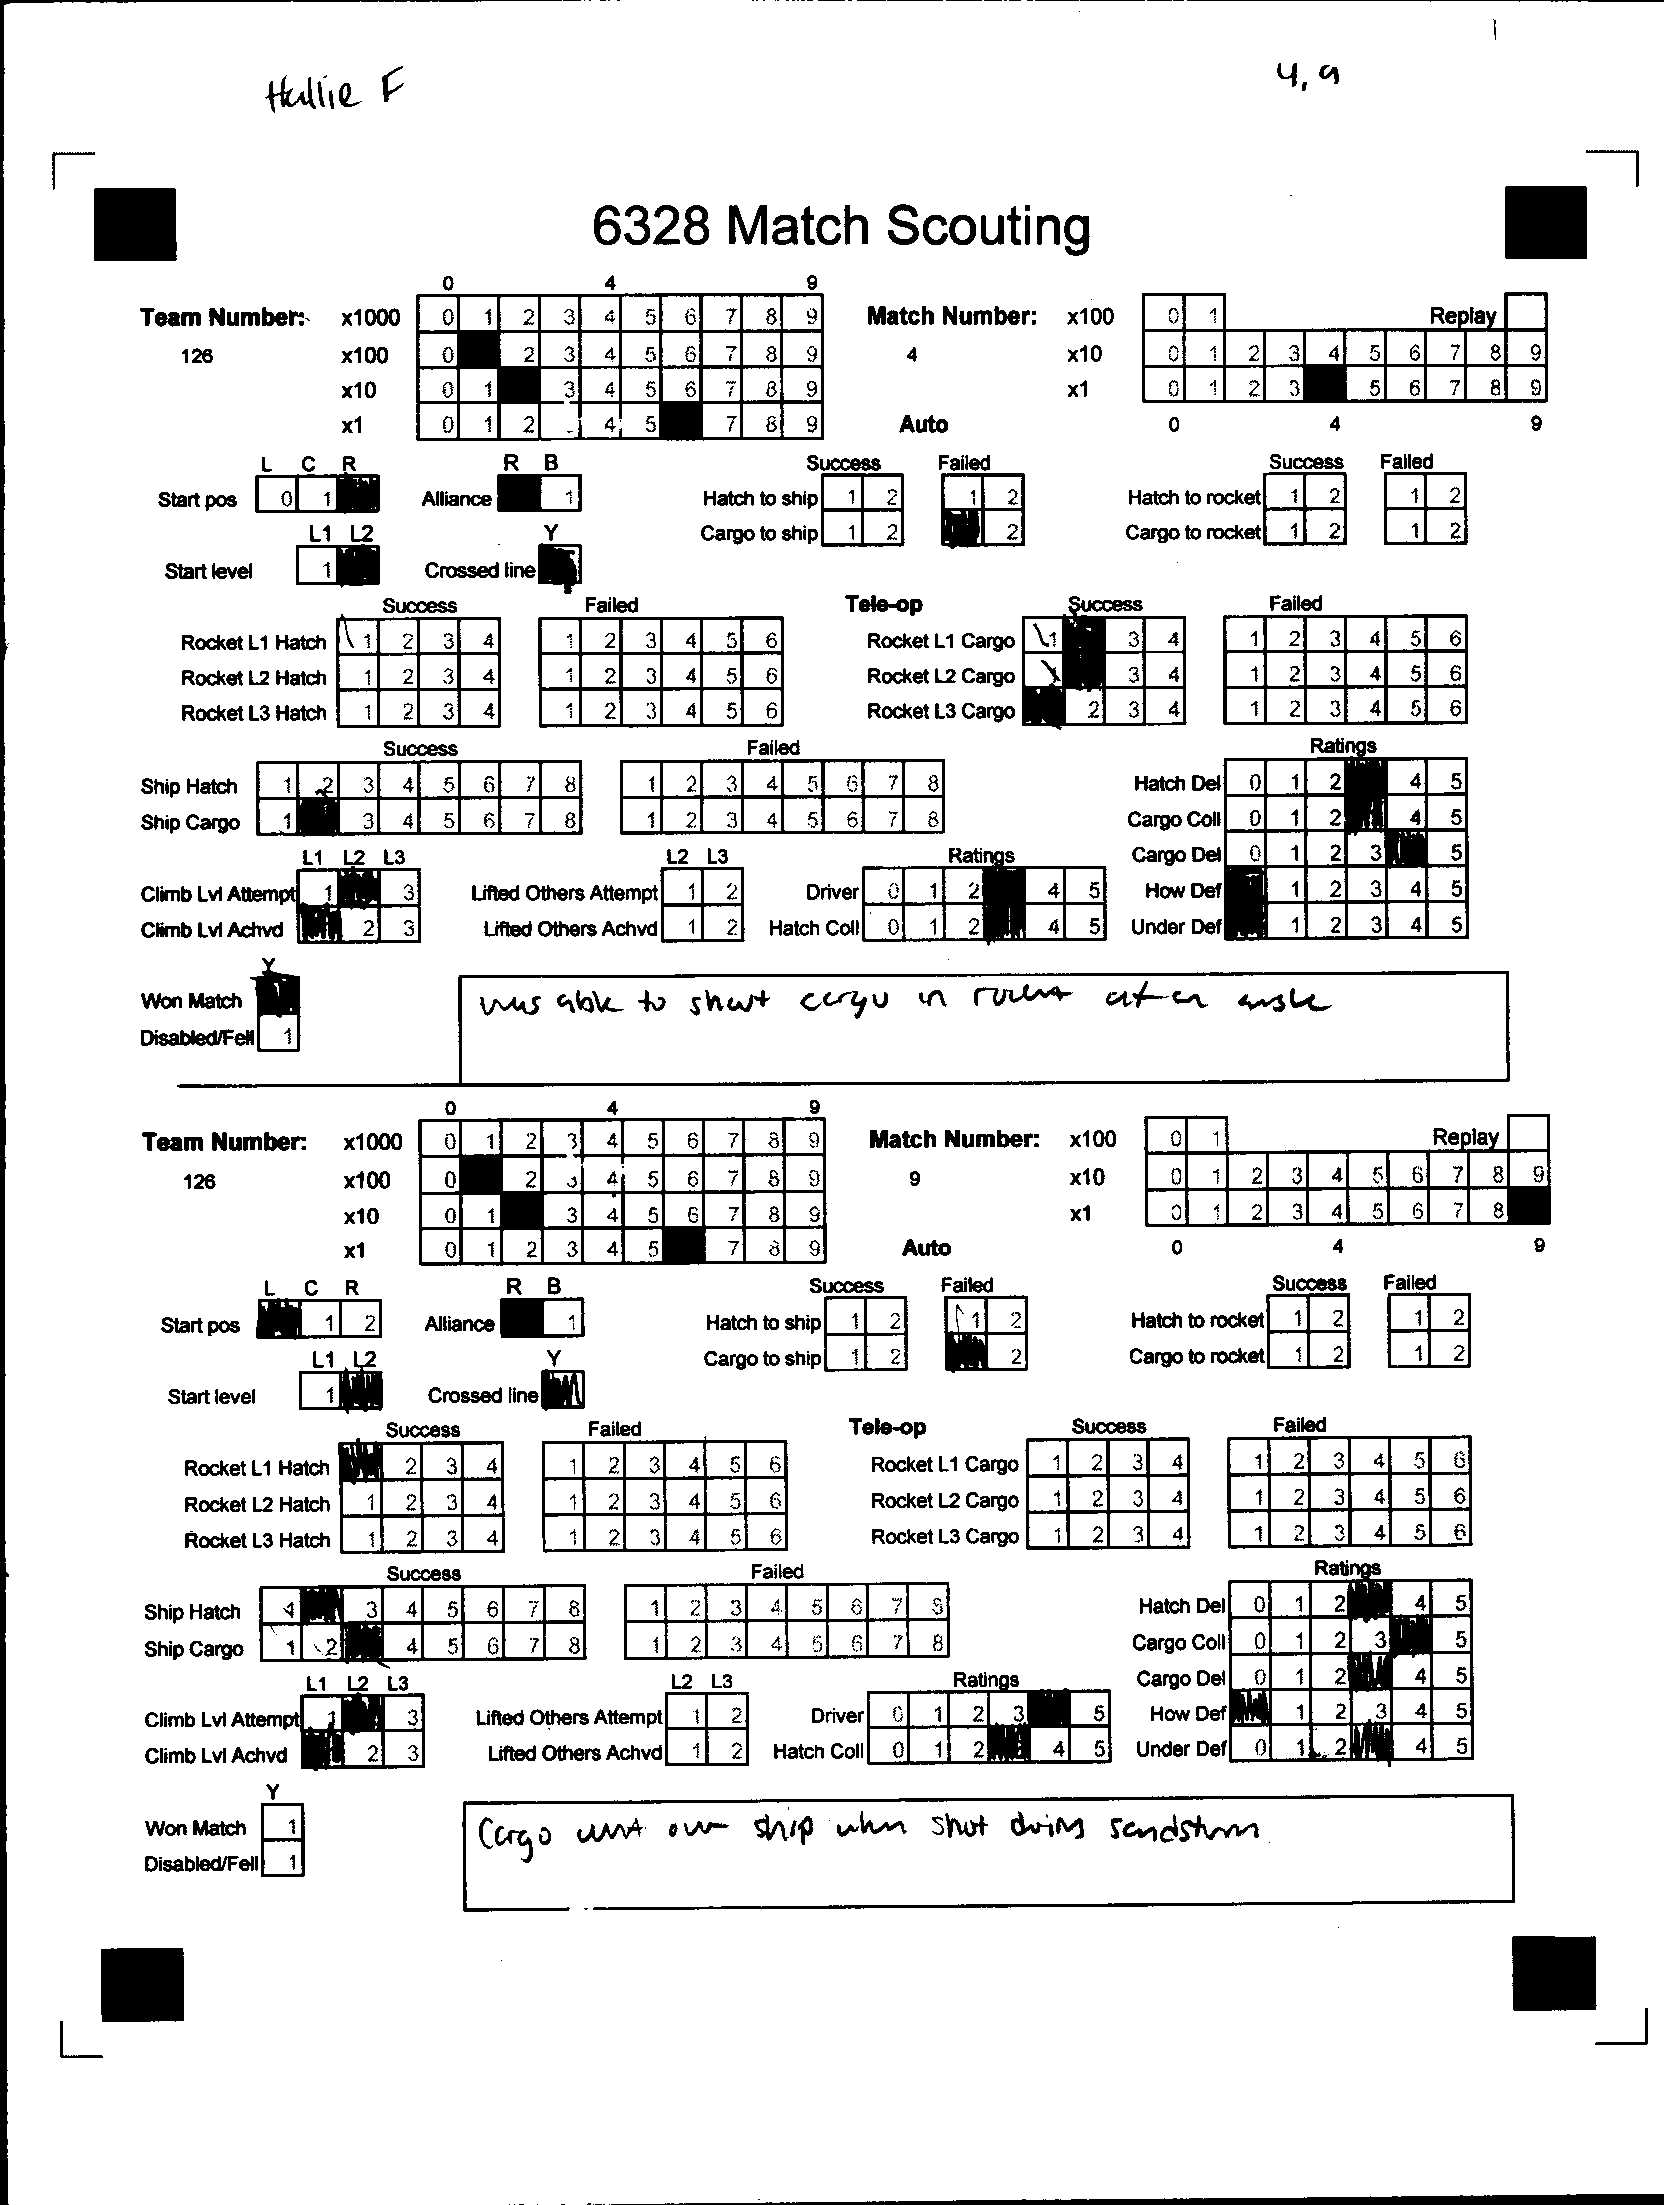 Hallie F 4, 9
6328 Match Scouting
0 4 9
Team Number: x1000 0 1 2 3 4 5 6 7 8 9 Match Number: x100 0 1 Replay
126 x100 0 2 3 4 5 6 7 8 9 4 x10 0 1 2 3 4 5 6 7 8 9
x10 0 1 3 4 5 6 7 8 9 x1 0 1 2 3 5 6 7 8 9
x1 0 1 2 4 5 7 8 9 Auto 0 4 9
L C R R B Success Failed Success Failed
Start pos 0 1 Alliance 1 Hatch to ship 1 2 1 2 Hatch to rocket 1 2 1 2
Cargo to ship 1 2 2 Cargo to rocket 1 2 1 2
L1 L2 Y
Start level 1 Crossed line
Success Failed Tele-op Success Failed
Rocket L1 Hatch 1 2 3 4 1 2 3 4 5 6 Rocket L1 Cargo 1 3 4 1 2 3 4 5 6
Rocket L2 Hatch 1 2 3 4 1 2 3 4 5 6 Rocket L2 Cargo 3 4 1 2 3 4 5 6
Rocket L3 Hatch 1 2 3 4 1 2 3 4 5 6 Rocket L3 Cargo 2 3 4 1 2 3 4 5 6
Success Failed Ratings
Ship Hatch 1 2 3 4 5 6 7 8 1 2 3 4 5 6 7 8 Hatch Del 0 1 2 4 5
Ship Cargo 1 3 4 5 6 7 8 1 2 3 4 5 6 7 8 Cargo Coll 0 1 2 4 5
L1 L2 L3 L2 L3 Ratings Cargo Del 0 1 2 3 5
Climb Lvl Attempt 1 3 Lifted Others Attempt 1 2 Driver 0 1 2 4 5 How Def 1 2 3 4 5
Climb Lvl Achvd 2 3 Lifted Others Achvd 1 2 Hatch Coll 0 1 2 4 5 Under Def 1 2 3 4 5
Y
Won Match
Disabled/Fell 1
was able to shoot cargo in rocket at an angle
0 4 9
Team Number: x1000 0 1 2 3 4 5 6 7 8 9 Match Number: x100 0 1 Replay
126 x100 0 2 3 4 5 6 7 8 9 9 x10 0 1 2 3 4 5 6 7 8 9
x10 0 1 3 4 5 6 7 8 9 x1 0 1 2 3 4 5 6 7 8
x1 0 1 2 3 4 5 7 8 9 Auto 0 4 9
L C R R B Success Failed Success Failed
Start pos 1 2 Alliance 1 Hatch to ship 1 2 1 2 Hatch to rocket 1 2 1 2
Cargo to ship 1 2 2 Cargo to rocket 1 2 1 2
L1 L2 Y
Start level 1 Crossed line
Success Failed Tele-op Success Failed
Rocket L1 Hatch 2 3 4 1 2 3 4 5 6 Rocket L1 Cargo 1 2 3 4 1 2 3 4 5 6
Rocket L2 Hatch 1 2 3 4 1 2 3 4 5 6 Rocket L2 Cargo 1 2 3 4 1 2 3 4 5 6
Rocket L3 Hatch 1 2 3 4 1 2 3 4 5 6 Rocket L3 Cargo 1 2 3 4 1 2 3 4 5 6
Success Failed Ratings
Ship Hatch 1 3 4 5 6 7 8 1 2 3 4 5 6 7 8 Hatch Del 0 1 2 4 5
Ship Cargo 1 2 4 5 6 7 8 1 2 3 4 5 6 7 8 Cargo Coll 0 1 2 3 5
L1 L2 L3 L2 L3 Ratings Cargo Del 0 1 2 4 5
Climb Lvl Attempt 1 3 Lifted Others Attempt 1 2 Driver 0 1 2 3 5 How Def 1 2 3 4 5
Climb Lvl Achvd 2 3 Lifted Others Achvd 1 2 Hatch Coll 0 1 2 4 5 Under Def 0 1 2 4 5
Y
Won Match 1
Disabled/Fell 1
Cargo went over ship when shot during sandstorm